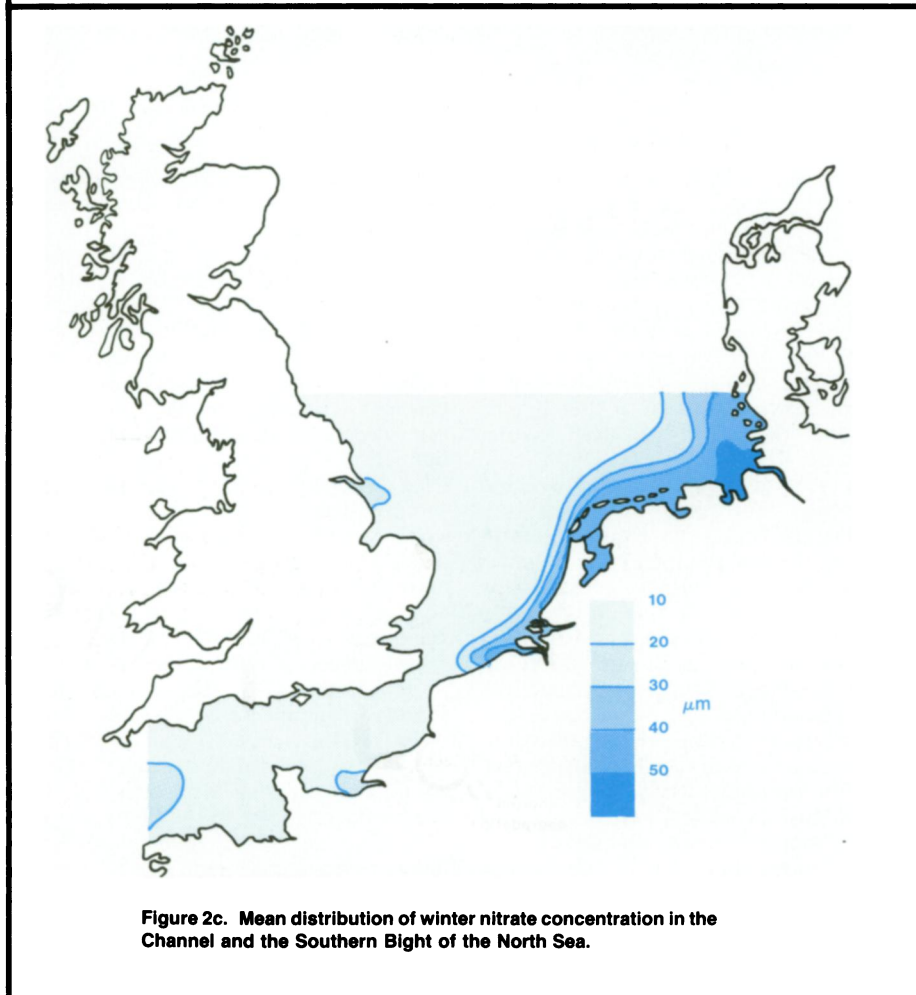 10
20
30
μm
40
50
Figure 2c. Mean distribution of winter nitrate concentration in the
Channel and the Southern Bight of the North Sea.